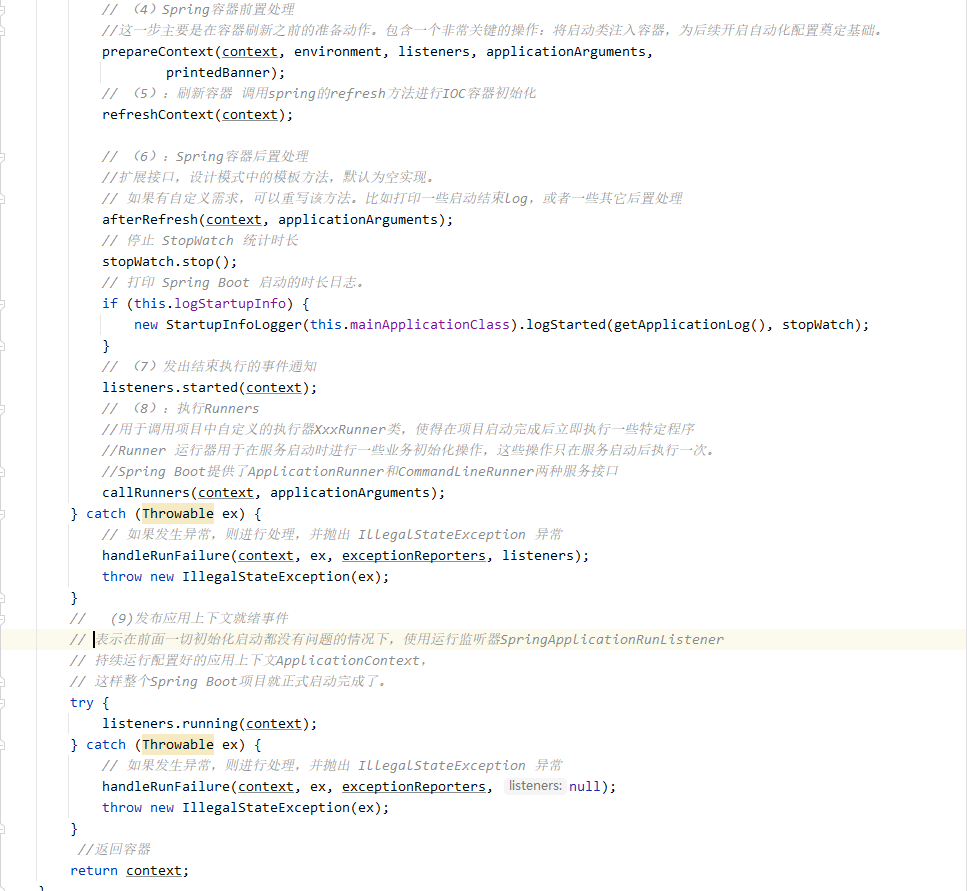 // （4）Spring容器前置处理
//这一步主要是在容器刷新之前的准备动作。包含一个非常关键的操作：将启动类注入容器，为后续开启自动化配置奠定基础。
prepareContext(context, environment, listeners, applicationArguments,
printedBanner);
// （5）：刷新容器 调用spring的refresh方法进行IOC容器初始化
refreshContext(context);
// （6）：Spring容器后置处理
//扩展接口，设计模式中的模板方法，默认为空实现。
// 如果有自定义需求，可以重写该方法。比如打印一些启动结束log，或者一些其它后置处理
afterRefresh(context, applicationArguments);
// 停止 StopWatch 统计时长
stopWatch.stop();
// 打印 Spring Boot 启动的时长日志。
if (this.logStartupInfo) {
new StartupInfoLogger(this.mainApplicationClass).logStarted(getApplicationLog(), stopWatch);
}
// （7）发出结束执行的事件通知
listeners.started(context);
// （8）：执行Runners
//用于调用项目中自定义的执行器XxxRunner类，使得在项目启动完成后立即执行一些特定程序
//Runner 运行器用于在服务启动时进行一些业务初始化操作，这些操作只在服务启动后执行一次。
//Spring Boot提供了ApplicationRunner和CommandLineRunner两种服务接口
callRunners(context, applicationArguments);
} catch (Throwable ex) {
// 如果发生异常，则进行处理，并抛出 IllegalStateException 异常
handleRunFailure(context, ex, exceptionReporters, listeners);
throw new IllegalStateException(ex);
}
//   (9)发布应用上下文就绪事件
// 表示在前面一切初始化启动都没有问题的情况下，使用运行监听器SpringApplicationRunListener
// 持续运行配置好的应用上下文ApplicationContext，
// 这样整个Spring Boot项目就正式启动完成了。
try {
listeners.running(context);
} catch (Throwable ex) {
// 如果发生异常，则进行处理，并抛出 IllegalStateException 异常
handleRunFailure(context, ex, exceptionReporters, listeners: null);
throw new IllegalStateException(ex);
}
//返回容器
return context;
}